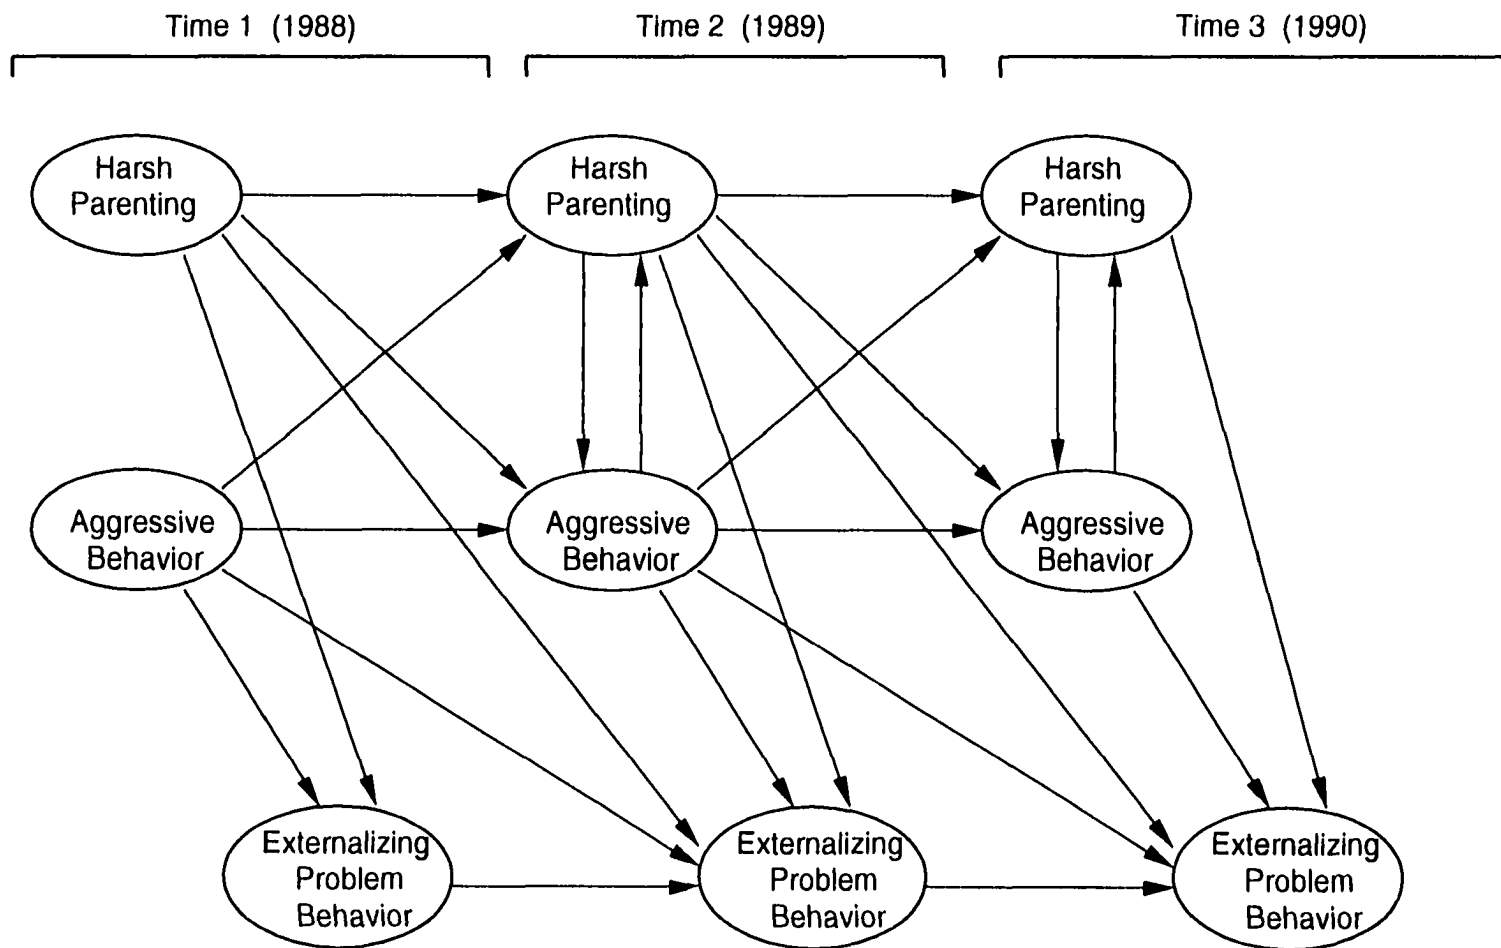 Time 1 (1988)
Time 2 (1989)
Time 3 (1990)
Harsh
Parenting
Harsh
Parenting
Harsh
Parenting
Aggressive
Behavior
Aggressive
Behavior
Aggressive
Behavior
Externalizing
Problem
Behavior
Externalizing
Problem
Behavior
Externalizing
Problem
Behavior